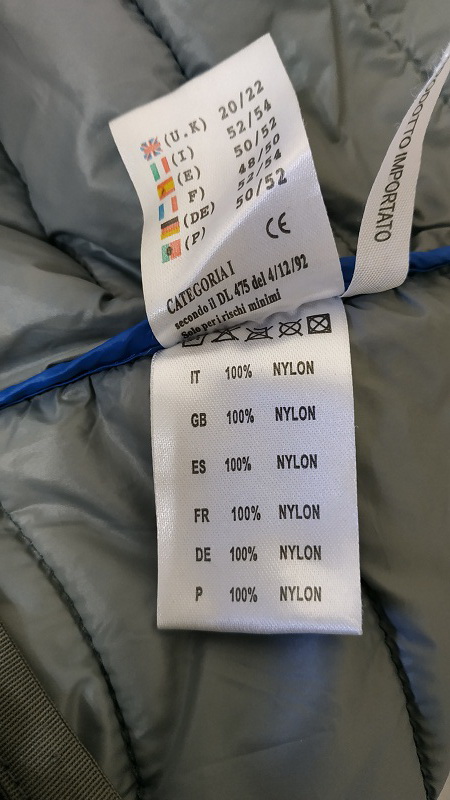 (U.K) 20/22
(I) 52/54
(E) 50/52
F) 48/50
(DE) 52/54
(P) 50/52
CE
CATEGORIA I
secondo il DL 475 del 4/12/92
Solo per i rischi minimi
IT 100% NYLON
GB 100% NYLON
ES 100% NYLON
FR 100% NYLON
DE 100% NYLON
P 100% NYLON
IMPORTATO